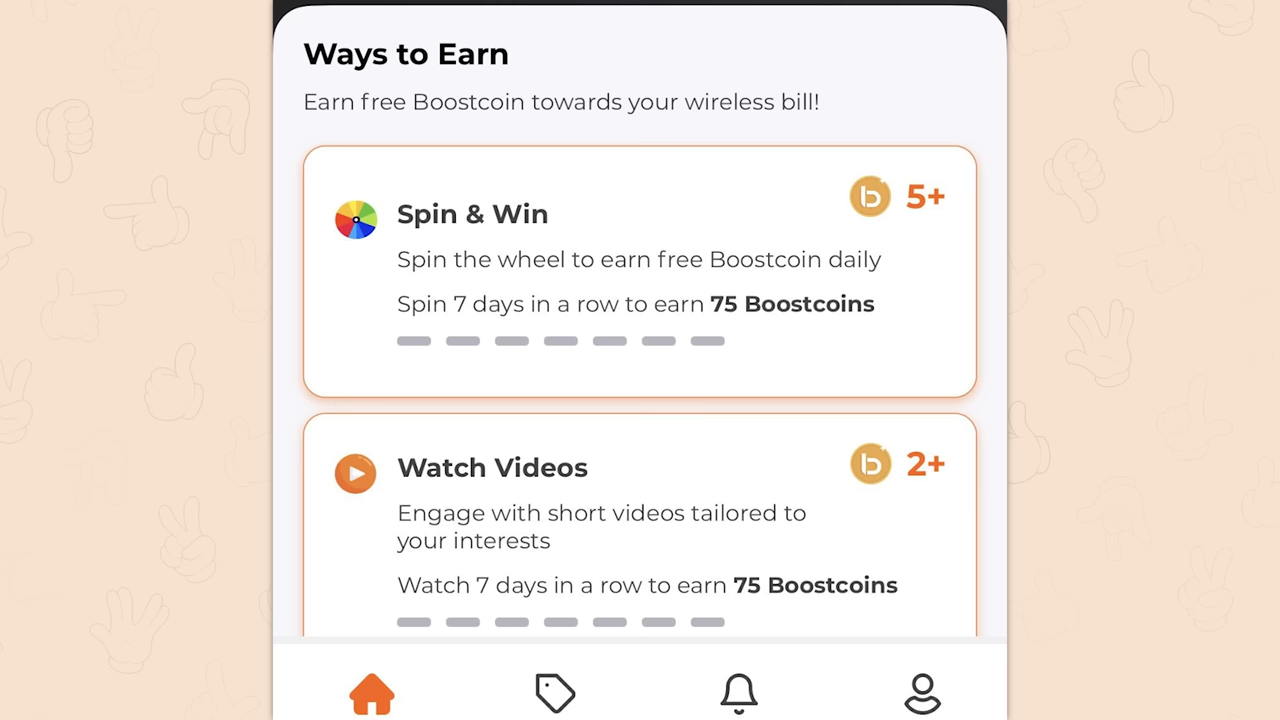 Ways to Earn
Earn free Boostcoin towards your wireless bill!
5+
Spin & Win
Spin the wheel to earn free Boostcoin daily
Spin 7 days in a row to earn 75 Boostcoins
2+
Watch Videos
Engage with short videos tailored to
your interests
Watch 7 days in a row to earn 75 Boostcoins